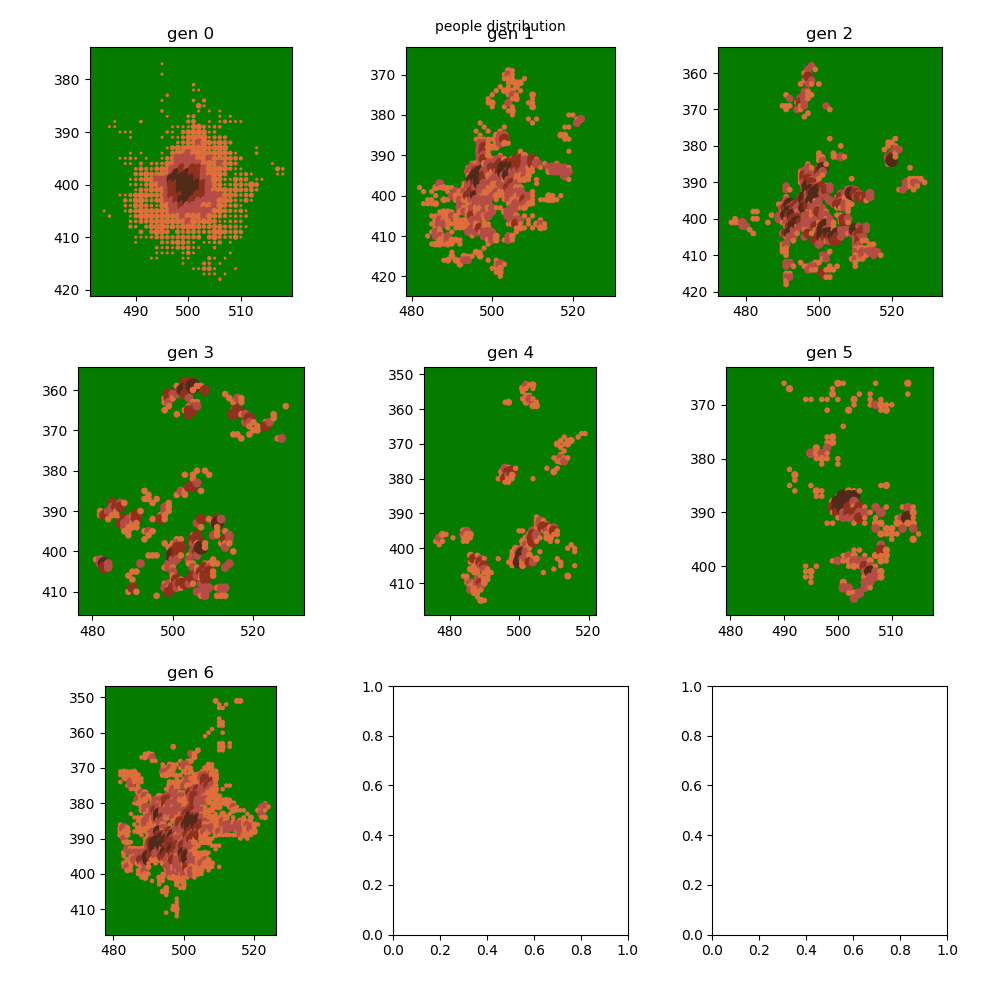 people distribution
gen 0 gen 1 gen 2
380 390 400 410 420
490 500 510
370 380 390 400 410 420
480 500 520
360 370 380 390 400 410 420
480 500 520
gen 3 gen 4 gen 5
360 370 380 390 400 410
480 500 520
350 360 370 380 390 400 410
480 500 520
370 380 390 400
480 490 500 510
gen 6
350 360 370 380 390 400 410
480 500 520
1.0 0.8 0.6 0.4 0.2 0.0
0.0 0.2 0.4 0.6 0.8 1.0
1.0 0.8 0.6 0.4 0.2 0.0
0.0 0.2 0.4 0.6 0.8 1.0